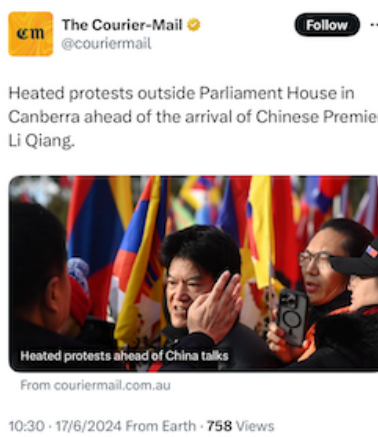 cm
The Courier-Mail
Follow
@couriermail
Heated protests outside Parliament House in
Canberra ahead of the arrival of Chinese Premie
Li Qiang.
Heated protests ahead of China talks
From couriermail.com.au
10:30 · 17/6/2024 From Earth · 758 Views